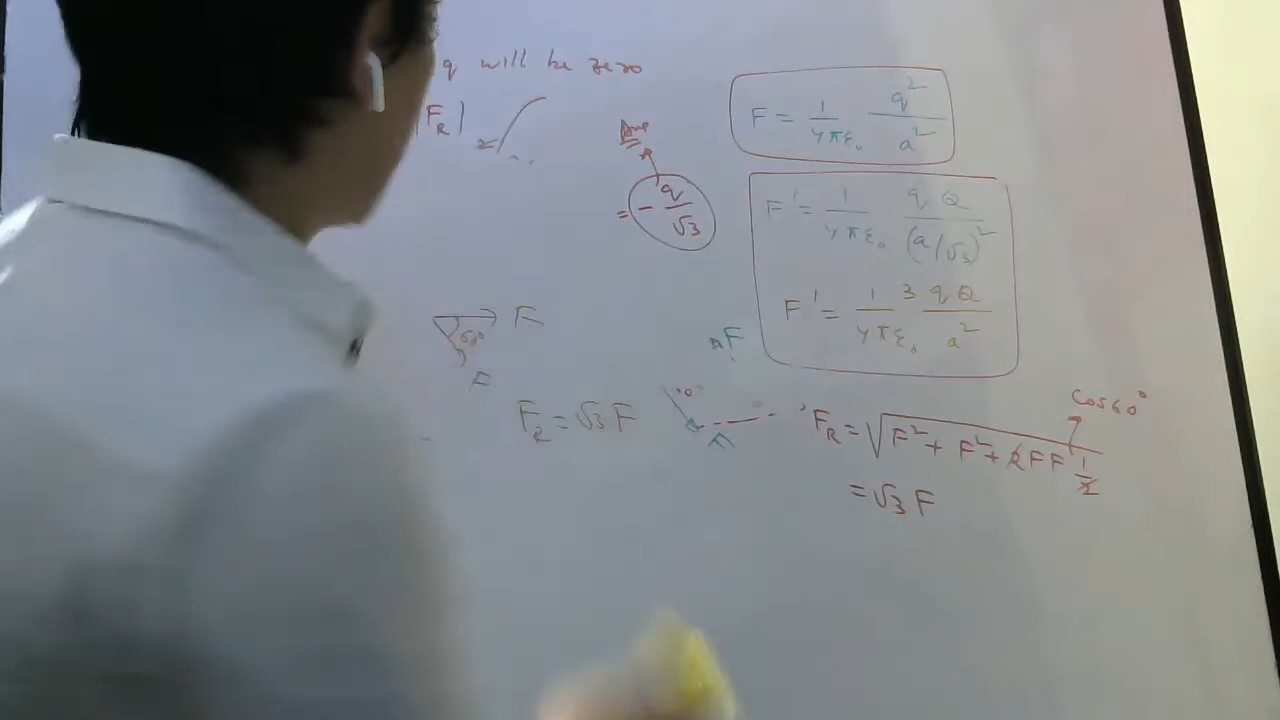 q will be zero
|F_R|
Ans
= - q/√3
F = 1/4πε₀ q²/a²
F' = 1/4πε₀ qQ/(a/√3)²
F' = 1/4πε₀ 3qQ/a²
F
60°
F
F_R = √3 F
F
F_R = √F² + F² + 2FF 1/2
cos60°
= √3 F